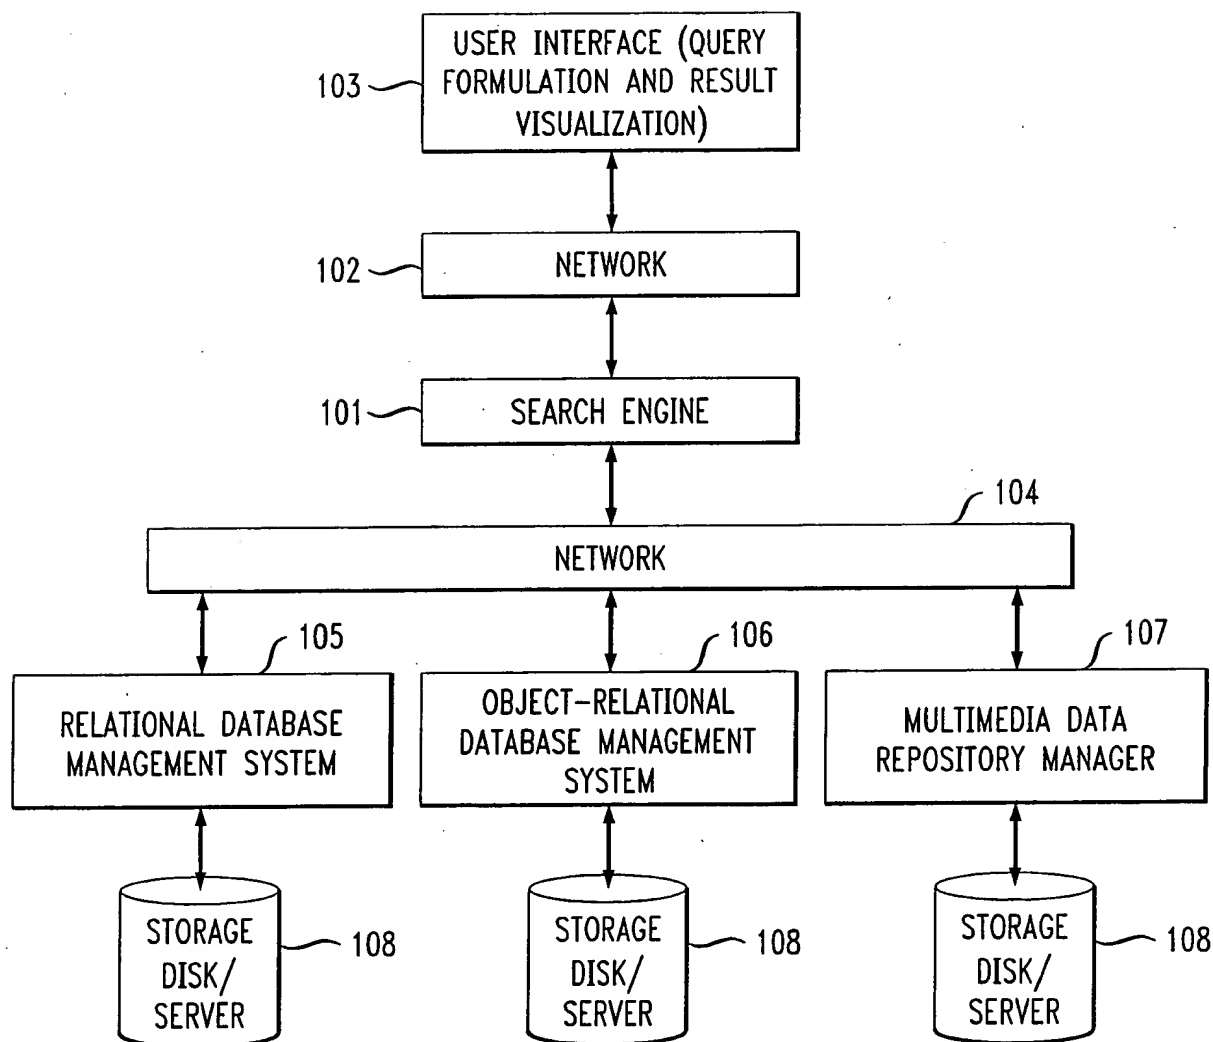 USER INTERFACE (QUERY
FORMULATION AND RESULT
VISUALIZATION)
103
NETWORK
102
SEARCH ENGINE
101
104
NETWORK
105
106
107
RELATIONAL DATABASE
MANAGEMENT SYSTEM
OBJECT-RELATIONAL
DATABASE MANAGEMENT
SYSTEM
MULTIMEDIA DATA
REPOSITORY MANAGER
STORAGE
DISK/
SERVER
108
STORAGE
DISK/
SERVER
108
STORAGE
DISK/
SERVER
108